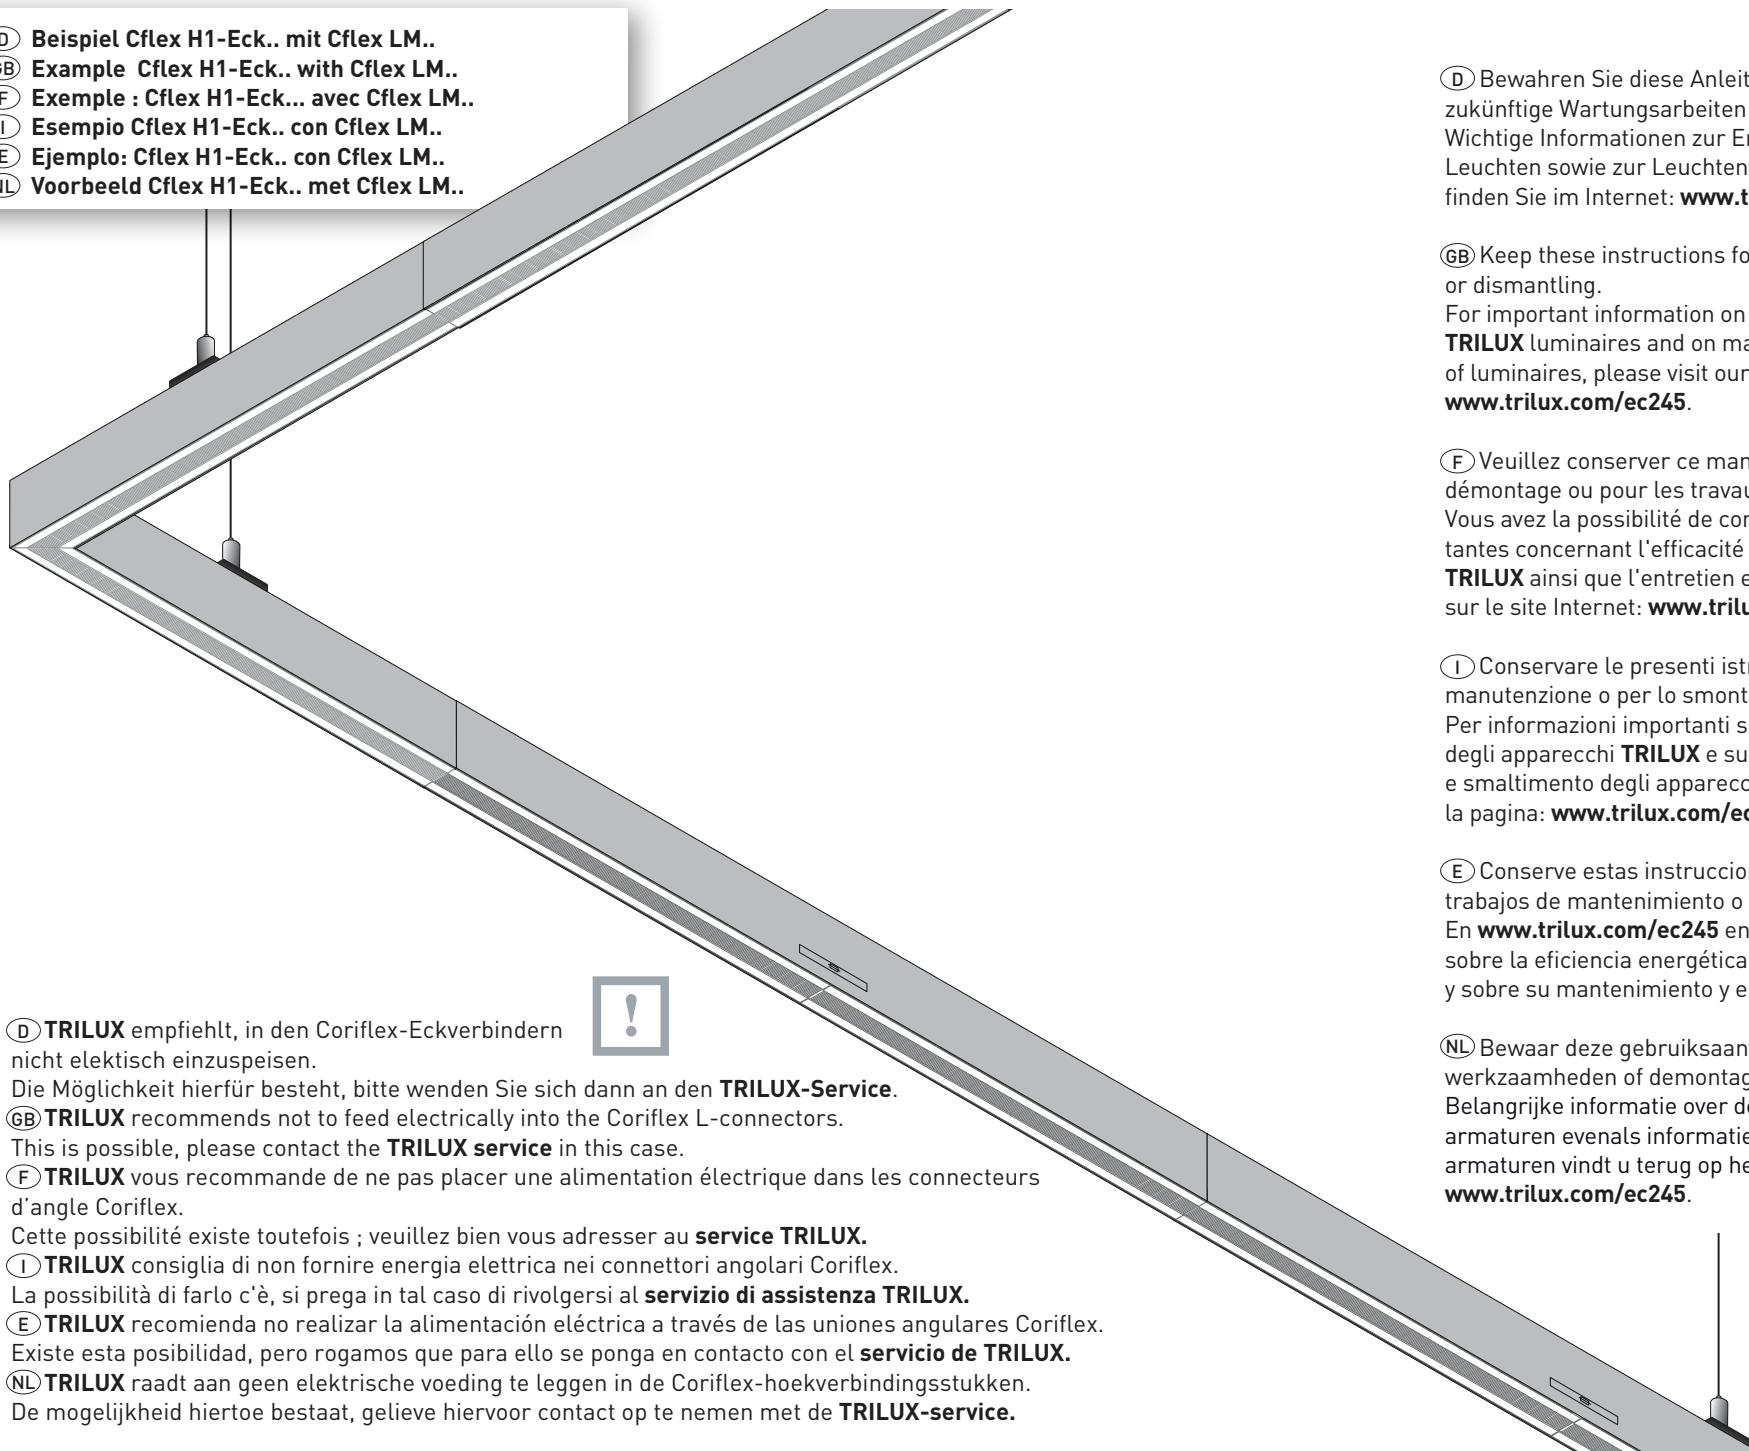 D Beispiel Cflex H1-Eck.. mit Cflex LM..
GB Example Cflex H1-Eck.. with Cflex LM..
F Exemple : Cflex H1-Eck... avec Cflex LM..
I Esempio Cflex H1-Eck.. con Cflex LM..
E Ejemplo: Cflex H1-Eck.. con Cflex LM..
NL Voorbeeld Cflex H1-Eck.. met Cflex LM..
!
D TRILUX empfiehlt, in den Coriflex-Eckverbindern
nicht elektisch einzuspeisen.
Die Möglichkeit hierfür besteht, bitte wenden Sie sich dann an den TRILUX-Service.
GB TRILUX recommends not to feed electrically into the Coriflex L-connectors.
This is possible, please contact the TRILUX service in this case.
F TRILUX vous recommande de ne pas placer une alimentation électrique dans les connecteurs
d’angle Coriflex.
Cette possibilité existe toutefois ; veuillez bien vous adresser au service TRILUX.
I TRILUX consiglia di non fornire energia elettrica nei connettori angolari Coriflex.
La possibilità di farlo c'è, si prega in tal caso di rivolgersi al servizio di assistenza TRILUX.
E TRILUX recomienda no realizar la alimentación eléctrica a través de las uniones angulares Coriflex.
Existe esta posibilidad, pero rogamos que para ello se ponga en contacto con el servicio de TRILUX.
NL TRILUX raadt aan geen elektrische voeding te leggen in de Coriflex-hoekverbindingsstukken.
De mogelijkheid hiertoe bestaat, gelieve hiervoor contact op te nemen met de TRILUX-service.
D Bewahren Sie diese Anleit
zukünftige Wartungsarbeiten
Wichtige Informationen zur E
Leuchten sowie zur Leuchten
finden Sie im Internet: www.t
GB Keep these instructions fo
or dismantling.
For important information on
TRILUX luminaires and on ma
of luminaires, please visit our
www.trilux.com/ec245.
F Veuillez conserver ce man
démontage ou pour les travau
Vous avez la possibilité de con
tantes concernant l'efficacité
TRILUX ainsi que l'entretien e
sur le site Internet: www.trilu
I Conservare le presenti istr
manutenzione o per lo smont
Per informazioni importanti s
degli apparecchi TRILUX e su
e smaltimento degli apparecc
la pagina: www.trilux.com/ec
E Conserve estas instruccion
trabajos de mantenimiento o
En www.trilux.com/ec245 en
sobre la eficiencia energética
y sobre su mantenimiento y e
NL Bewaar deze gebruiksaan
werkzaamheden of demontag
Belangrijke informatie over de
armaturen evenals informatie
armaturen vindt u terug op he
www.trilux.com/ec245.